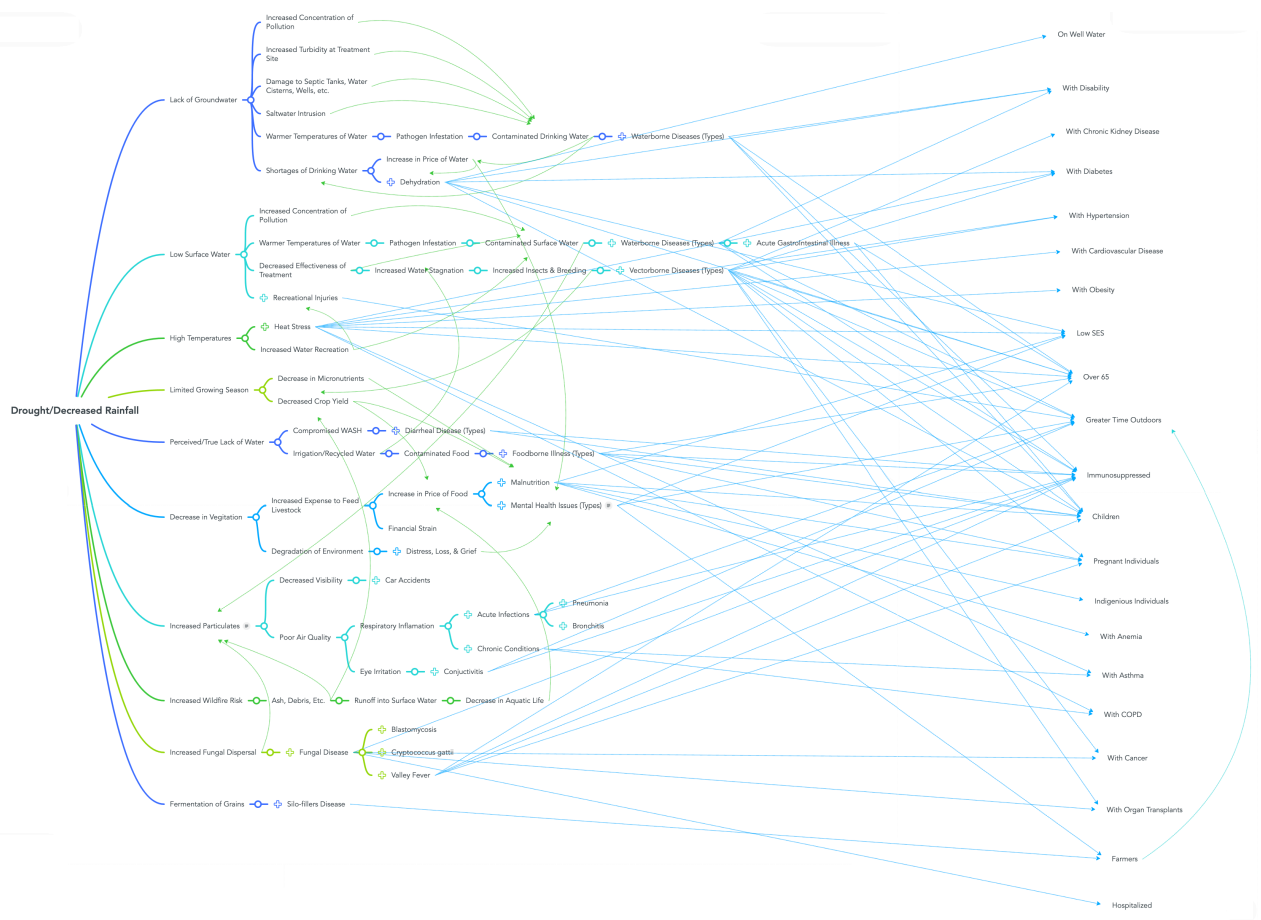 Drought/Decreased Rainfall
Lack of Groundwater
Increased Concentration of
Pollution
Increased Turbidity at Treatment
Site
Damage to Septic Tanks, Water
Cisterns, Wells, etc.
Saltwater Intrusion
Warmer Temperatures of Water
Pathogen Infestation
Contaminated Drinking Water
Waterborne Diseases (Types)
Shortages of Drinking Water
Increase in Price of Water
Dehydration
Low Surface Water
Increased Concentration of
Pollution
Warmer Temperatures of Water
Pathogen Infestation
Contaminated Surface Water
Waterborne Diseases (Types)
Acute Gastrointestinal Illness
Decreased Effectiveness of
Treatment
Increased Water Stagnation
Increased Insects & Breeding
Vectorborne Diseases (Types)
Recreational Injuries
High Temperatures
Heat Stress
Increased Water Recreation
Limited Growing Season
Decrease in Micronutrients
Decreased Crop Yield
Perceived/True Lack of Water
Compromised WASH
Diarrheal Disease (Types)
Irrigation/Recycled Water
Contaminated Food
Foodborne Illness (Types)
Decrease in Vegitation
Increased Expense to Feed
Livestock
Increase in Price of Food
Malnutrition
Mental Health Issues (Types)
Financial Strain
Degradation of Environment
Distress, Loss, & Grief
Increased Particulates
Decreased Visibility
Car Accidents
Poor Air Quality
Respiratory Inflamation
Acute Infections
Pneumonia
Bronchitis
Chronic Conditions
Eye Irritation
Conjuctivitis
Increased Wildfire Risk
Ash, Debris, Etc.
Runoff into Surface Water
Decrease in Aquatic Life
Increased Fungal Dispersal
Fungal Disease
Blastomycosis
Cryptococcus gattii
Valley Fever
Fermentation of Grains
Silo-fillers Disease
On Well Water
With Disability
With Chronic Kidney Disease
With Diabetes
With Hypertension
With Cardiovascular Disease
With Obesity
Low SES
Over 65
Greater Time Outdoors
Immunosuppressed
Children
Pregnant Individuals
Indigenious Individuals
With Anemia
With Asthma
With COPD
With Cancer
With Organ Transplants
Farmers
Hospitalized